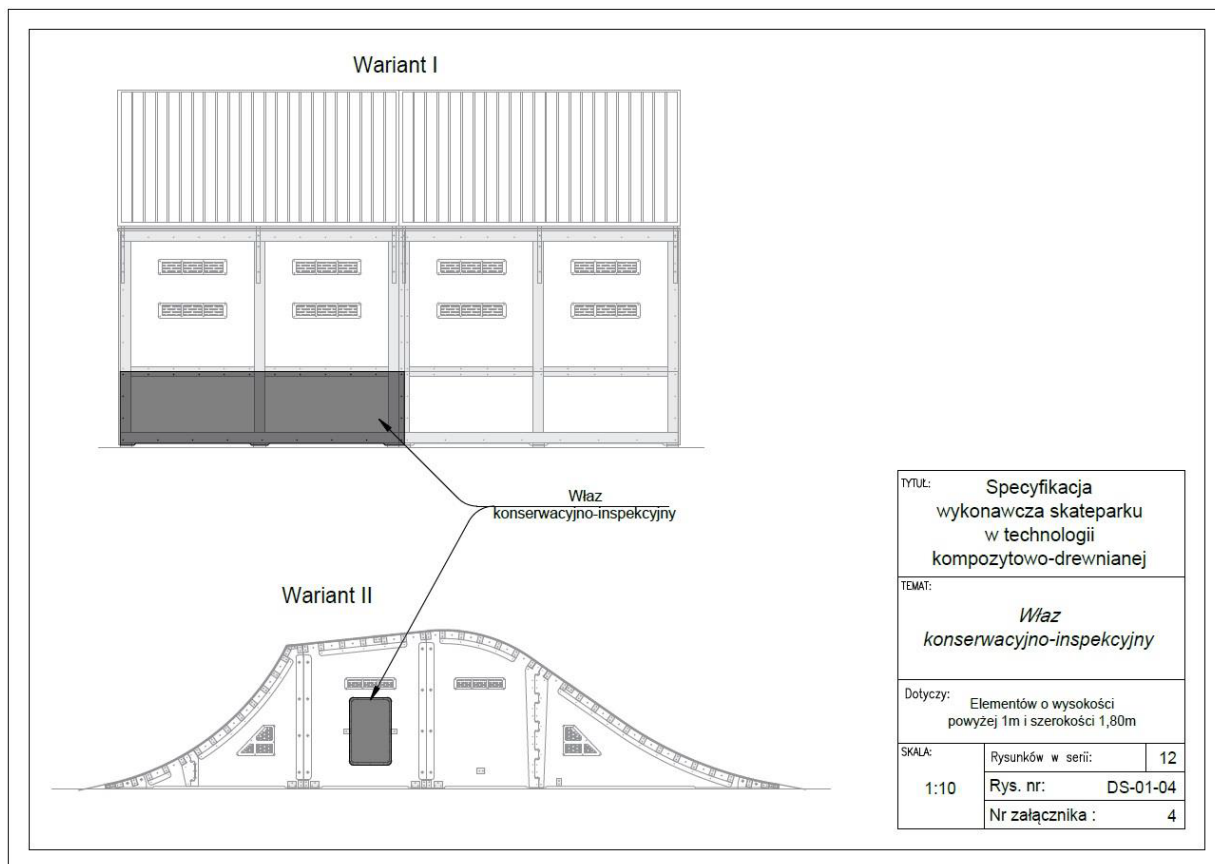 Wariant I
Właz
konserwacyjno-inspekcyjny
Wariant II
TYTUŁ:
Specyfikacja
wykonawcza skateparku
w technologii
kompozytowo-drewnianej
TEMAT:
Właz
konserwacyjno-inspekcyjny
Dotyczy:
Elementów o wysokości
powyżej 1m i szerokości 1,80m
SKALA:
1:10
Rysunków w serii: 12
Rys. nr: DS-01-04
Nr załącznika : 4